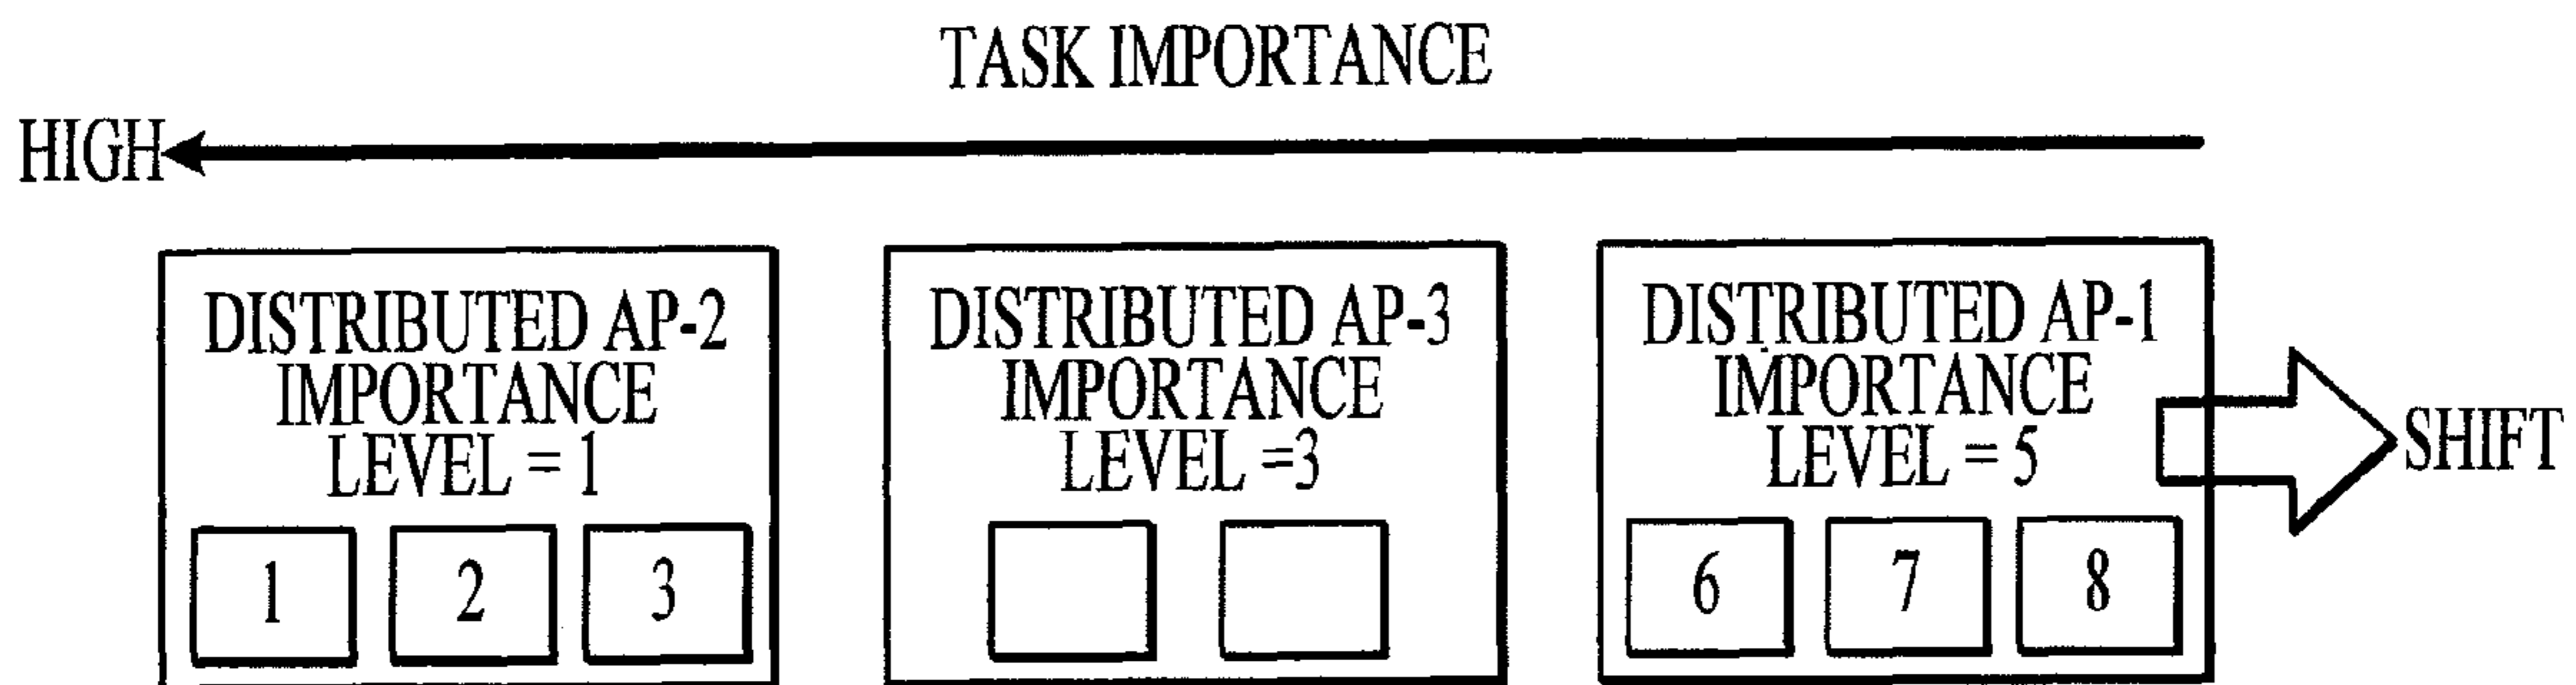 TASK IMPORTANCE
HIGH
DISTRIBUTED AP-2
IMPORTANCE
LEVEL = 1
1 2 3
DISTRIBUTED AP-3
IMPORTANCE
LEVEL =3
DISTRIBUTED AP-1
IMPORTANCE
LEVEL = 5
6 7 8
SHIFT